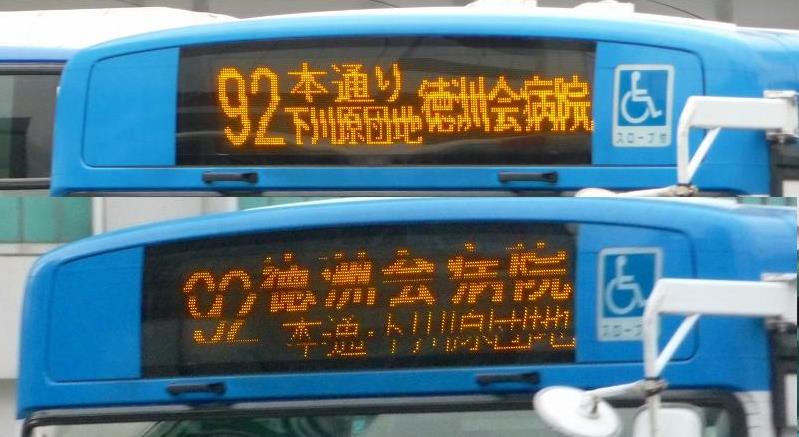 92 本通り 徳洲会病院
下川原団地
スロープ付
92 徳洲会病院
本通・下川原団地
スロープ